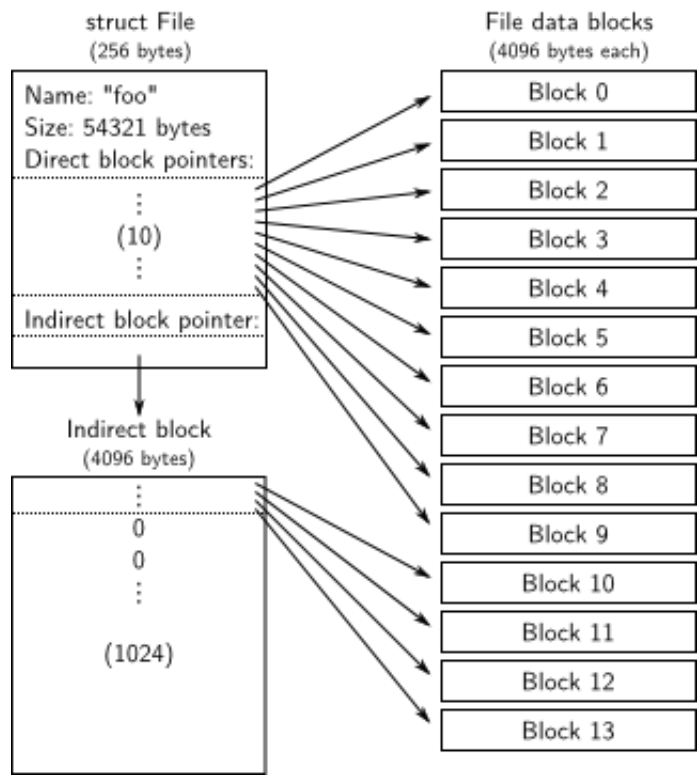 struct File
(256 bytes)
Name: "foo"
Size: 54321 bytes
Direct block pointers:
⋮
(10)
⋮
Indirect block pointer:
Indirect block
(4096 bytes)
⋮
0
0
⋮
(1024)
File data blocks
(4096 bytes each)
Block 0
Block 1
Block 2
Block 3
Block 4
Block 5
Block 6
Block 7
Block 8
Block 9
Block 10
Block 11
Block 12
Block 13